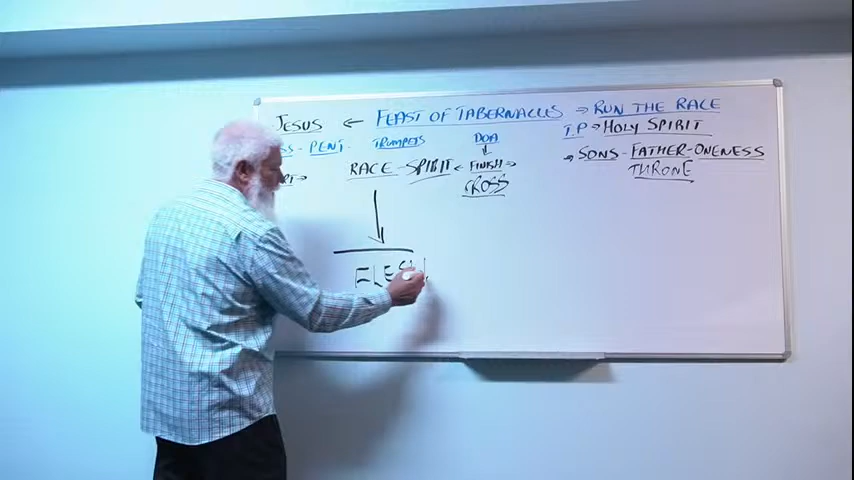 JESUS ← FEAST OF TABERNACLES → RUN THE RACE
PENT - TRUMPETS DOA T.P → HOLY SPIRIT
RACE - SPIRIT ← FINISH → → SONS - FATHER - ONENESS
CROSS THRONE
FLESH